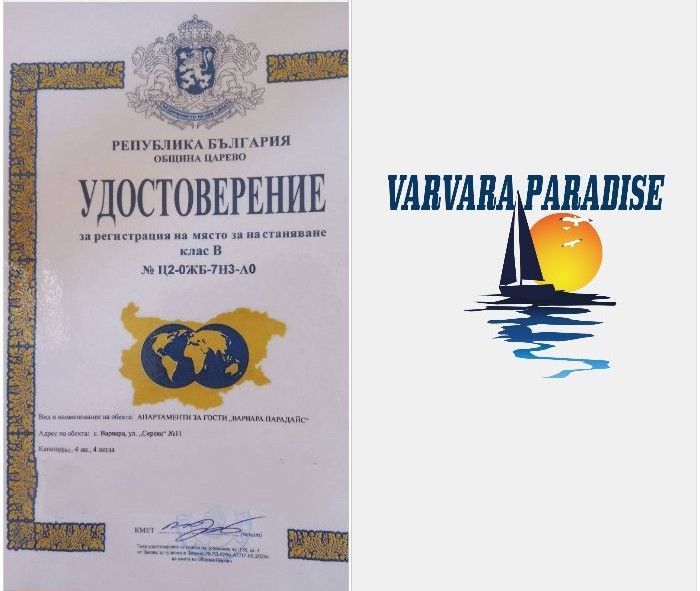 РЕПУБЛИКА БЪЛГАРИЯ
ОБЩИНА ЦАРЕВО
УДОСТОВЕРЕНИЕ
за регистрация на място за настаняване
клас В
№ Ц2-0ЖБ-7Н3-А0
Вид и наименование на обекта: АПАРТАМЕНТИ ЗА ГОСТИ „ВАРВАРА ПАРАДАЙС“
Адрес на обекта: с. Варвара, ул. „Серекс“ №11
Капацитет, 4 ап., 4 легла
КМЕТ
(печат)
VARVARA PARADISE